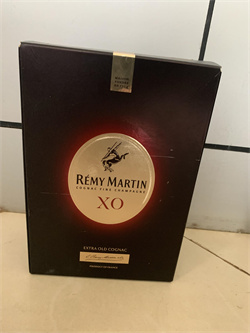 RÉMY MARTIN
COGNAC FINE CHAMPAGNE
XO
EXTRA OLD COGNAC